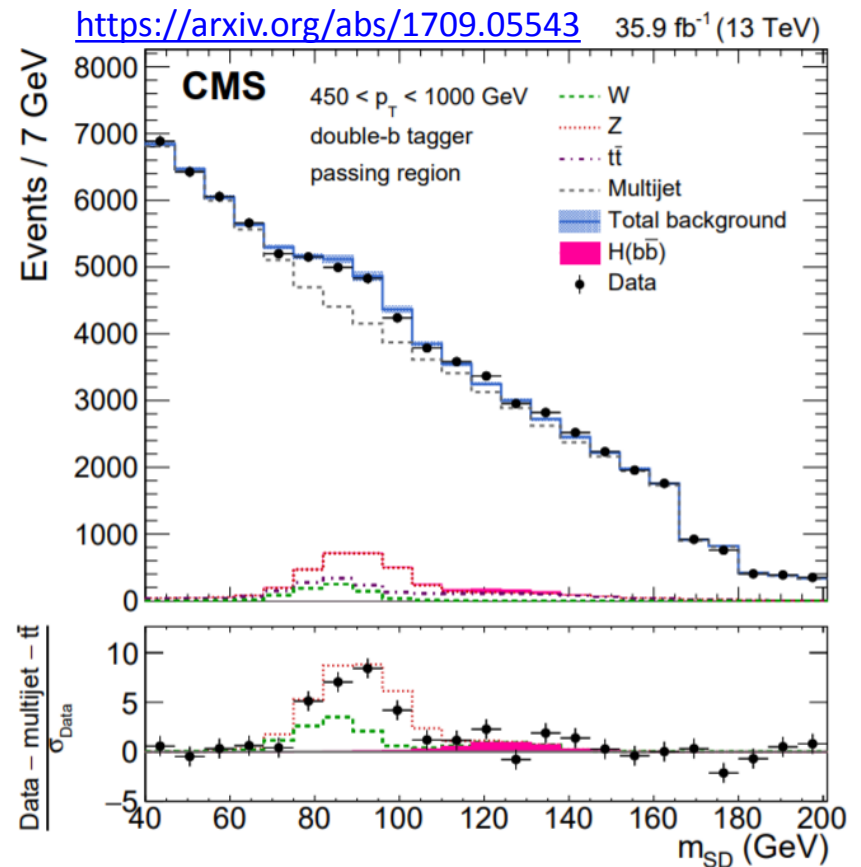 https://arxiv.org/abs/1709.05543
35.9 fb⁻¹ (13 TeV)
Events / 7 GeV
8000
7000
6000
5000
4000
3000
2000
1000
0
CMS
450 < p_T < 1000 GeV
double-b tagger
passing region
W
Z
tt̄
Multijet
Total background
H(bb̄)
Data
Data − multijet − tt̄
σ_Data
10
5
0
−5
40 60 80 100 120 140 160 180 200
m_SD (GeV)